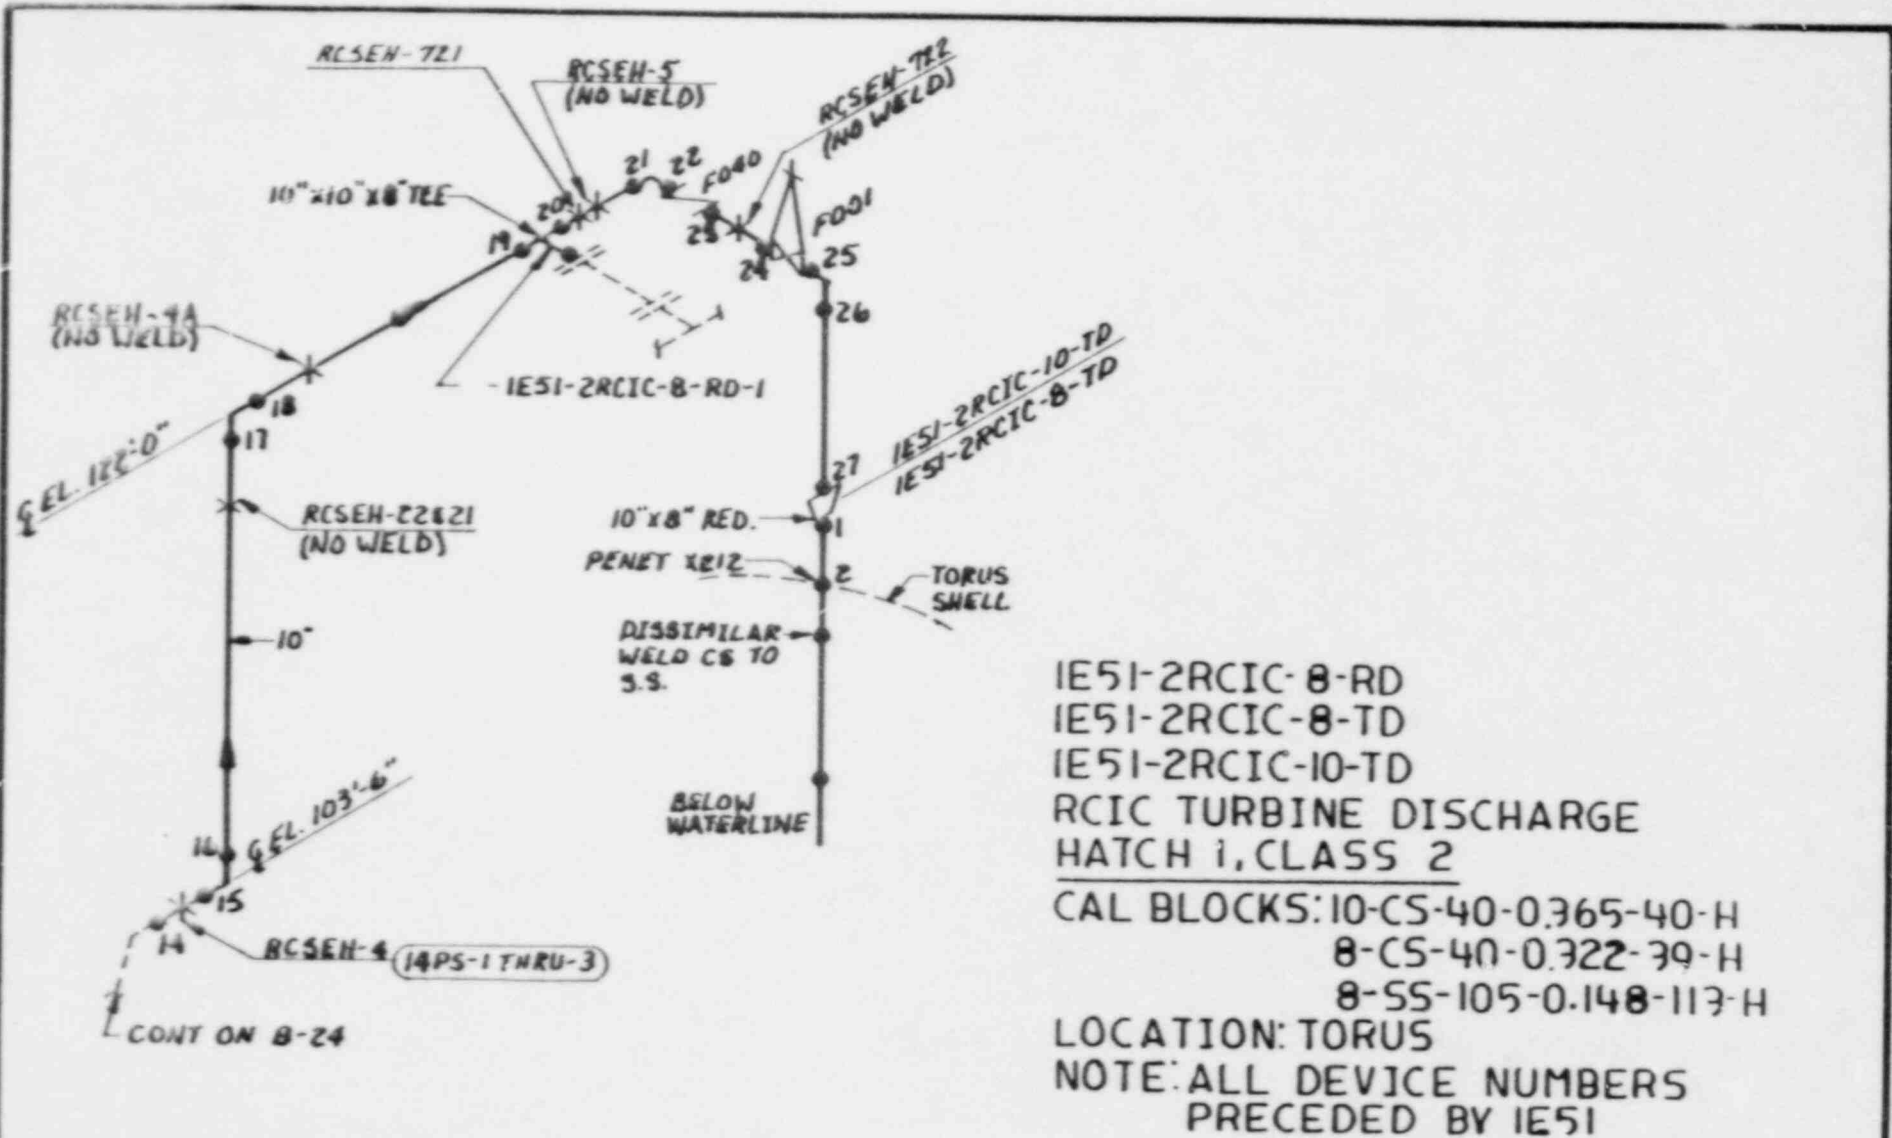 RCSEH-721
RCSEH-5
(NO WELD)
RCSEH-722
(NO WELD)
10"x10"x8" TEE
19
20
21
22
F040
23
24
F001
25
26
RCSEH-4A
(NO WELD)
1E51-2RCIC-8-RD-1
18
17
℄ EL. 122'-0"
1E51-2RCIC-10-TD
1E51-2RCIC-8-TD
27
RCSEH-22&21
(NO WELD)
10"x8" RED.
1
PENET X212
2
TORUS
SHELL
10"
DISSIMILAR
WELD CS TO
S.S.
BELOW
WATERLINE
16
℄ EL. 103'-6"
15
14
RCSEH-4
14PS-1 THRU-3
CONT ON B-24
1E51-2RCIC-8-RD
1E51-2RCIC-8-TD
1E51-2RCIC-10-TD
RCIC TURBINE DISCHARGE
HATCH 1, CLASS 2
CAL BLOCKS: 10-CS-40-0.365-40-H
8-CS-40-0.322-39-H
8-SS-105-0.148-113-H
LOCATION: TORUS
NOTE: ALL DEVICE NUMBERS
PRECEDED BY 1E51